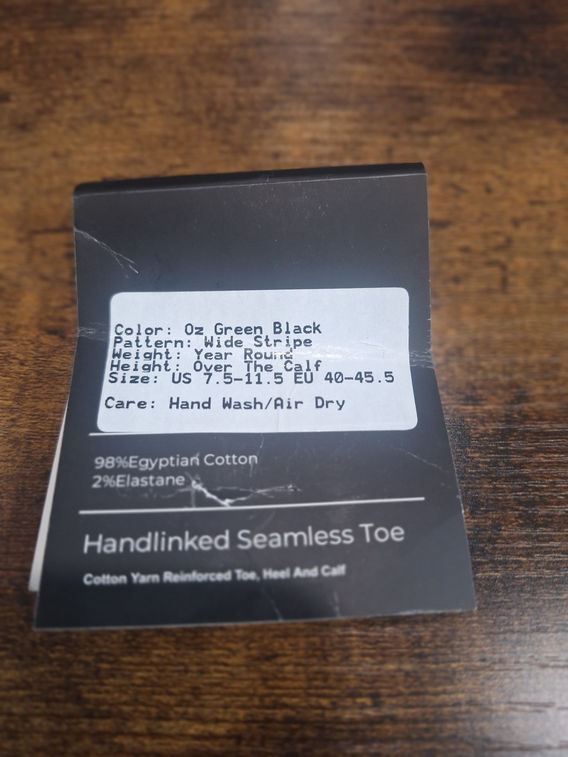 Color: Oz Green Black
Pattern: Wide Stripe
Weight: Year Round
Height: Over The Calf
Size: US 7.5-11.5 EU 40-45.5
Care: Hand Wash/Air Dry
98%Egyptian Cotton
2%Elastane
Handlinked Seamless Toe
Cotton Yarn Reinforced Toe, Heel And Calf